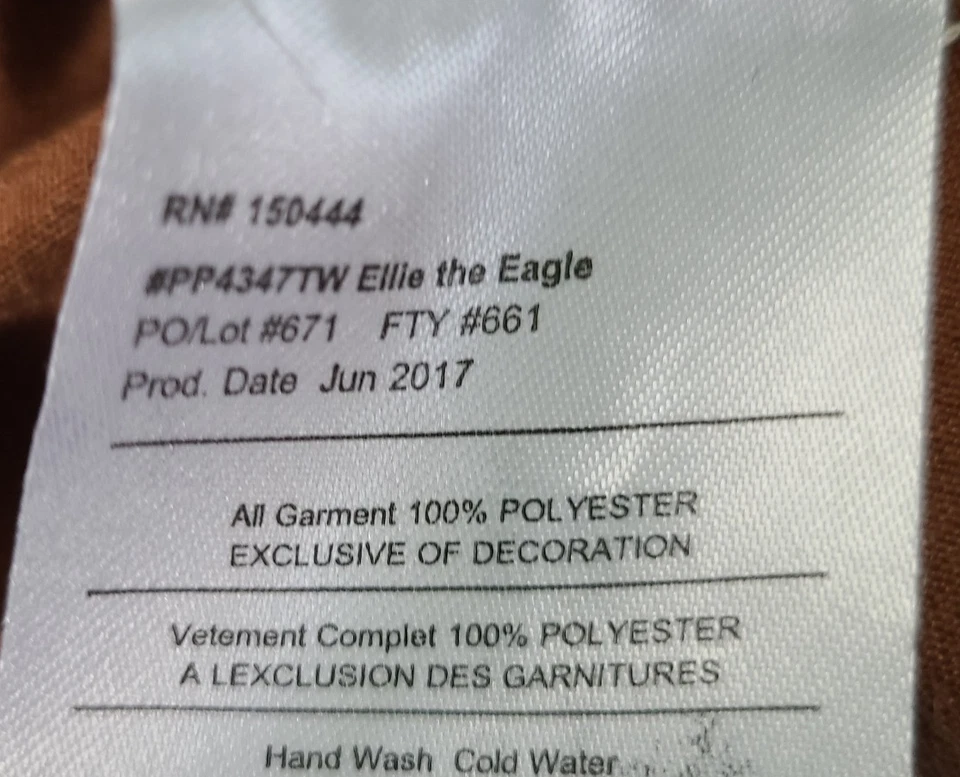 RN# 150444
#PP4347TW Ellie the Eagle
PO/Lot #671 FTY #661
Prod. Date Jun 2017
All Garment 100% POLYESTER
EXCLUSIVE OF DECORATION
Vetement Complet 100% POLYESTER
A LEXCLUSION DES GARNITURES
Hand Wash Cold Water